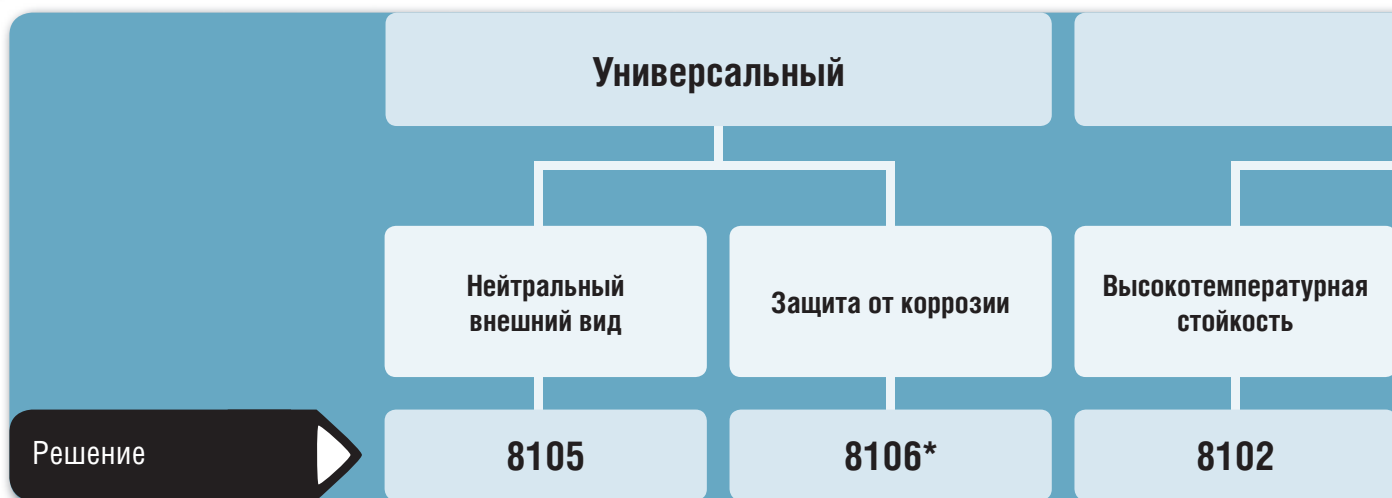 Универсальный
Нейтральный
внешний вид
Защита от коррозии
Высокотемпературная
стойкость
Решение
8105
8106*
8102